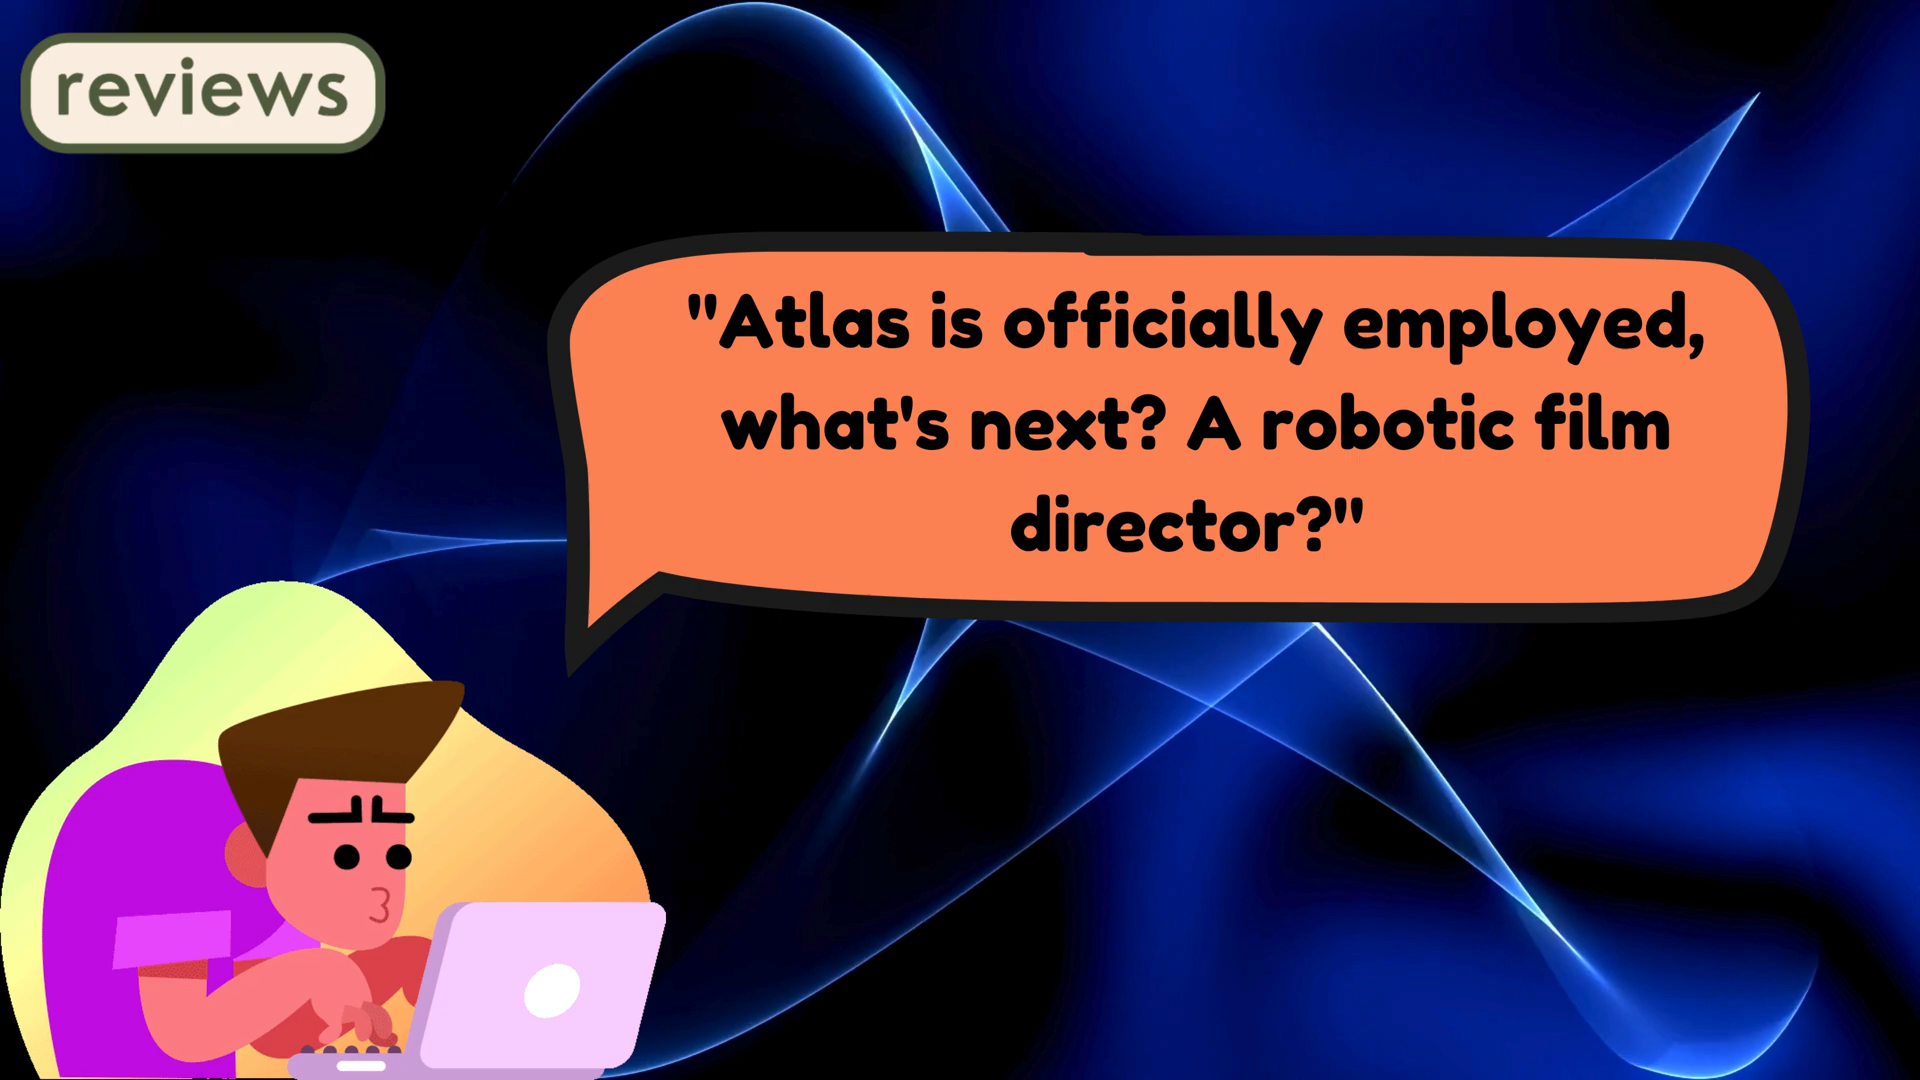 reviews
"Atlas is officially employed,
what's next? A robotic film
director?"